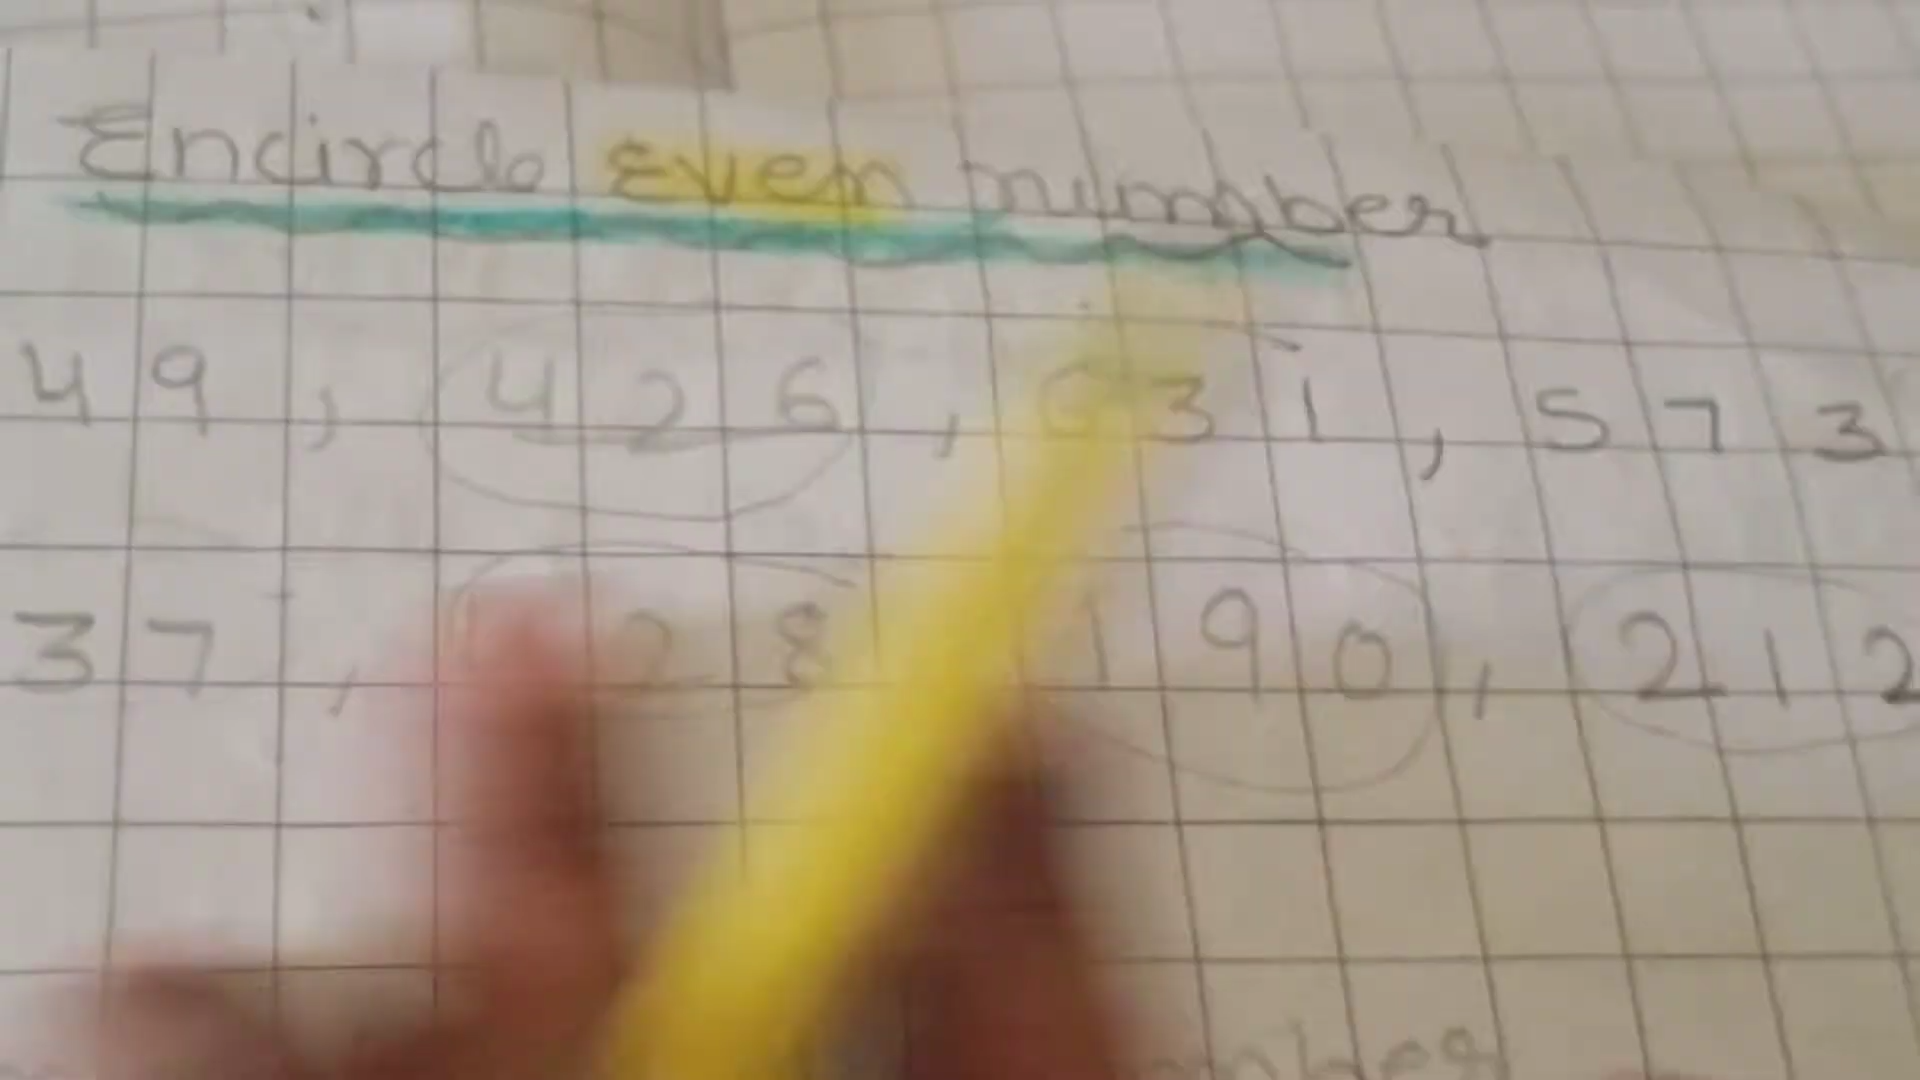 Encircle Even number
49, 426, 631, 573
37, 128 190, 212